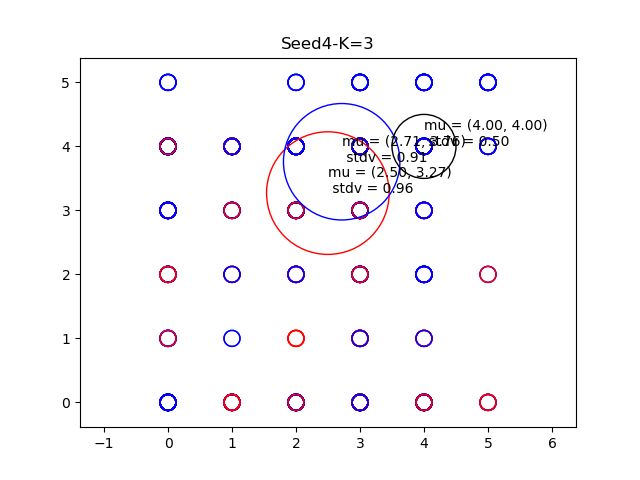 Seed4-K=3
5
4
3
2
1
0
mu = (4.00, 4.00)
stdv = 0.50
mu = (2.71, 3.76)
stdv = 0.91
mu = (2.50, 3.27)
stdv = 0.96
−1 0 1 2 3 4 5 6